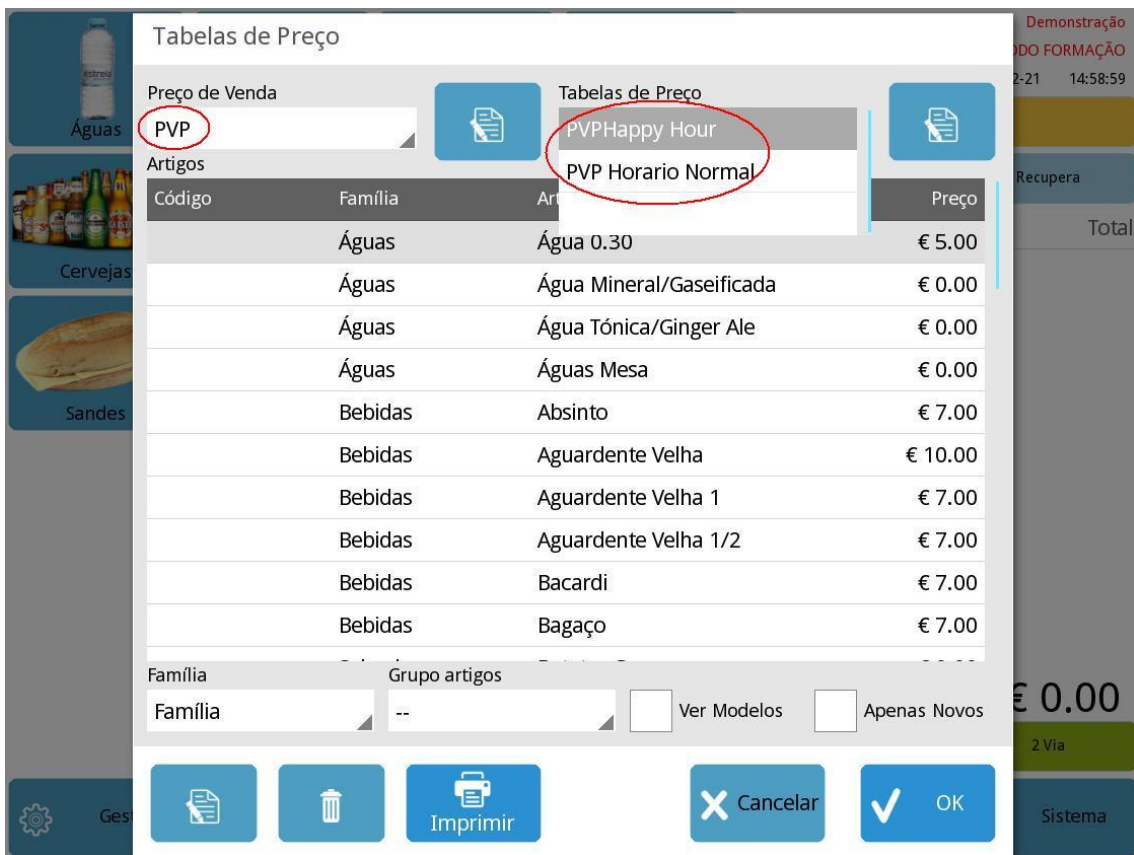 Demonstração
Tabelas de Preço
DO FORMAÇÃO
2-21 14:58:59
estrela
Preço de Venda
Tabelas de Preço
Águas
PVP
PVPHappy Hour
Artigos
PVP Horario Normal
Recupera
Código Família Art Preço
Total
Águas Água 0.30 € 5.00
Cervejas
Águas Água Mineral/Gaseificada € 0.00
Águas Água Tónica/Ginger Ale € 0.00
Águas Águas Mesa € 0.00
Sandes
Bebidas Absinto € 7.00
Bebidas Aguardente Velha € 10.00
Bebidas Aguardente Velha 1 € 7.00
Bebidas Aguardente Velha 1/2 € 7.00
Bebidas Bacardi € 7.00
Bebidas Bagaço € 7.00
Família Grupo artigos
Família -- Ver Modelos Apenas Novos
€ 0.00
2 Via
Gest
Imprimir
Cancelar
OK
Sistema